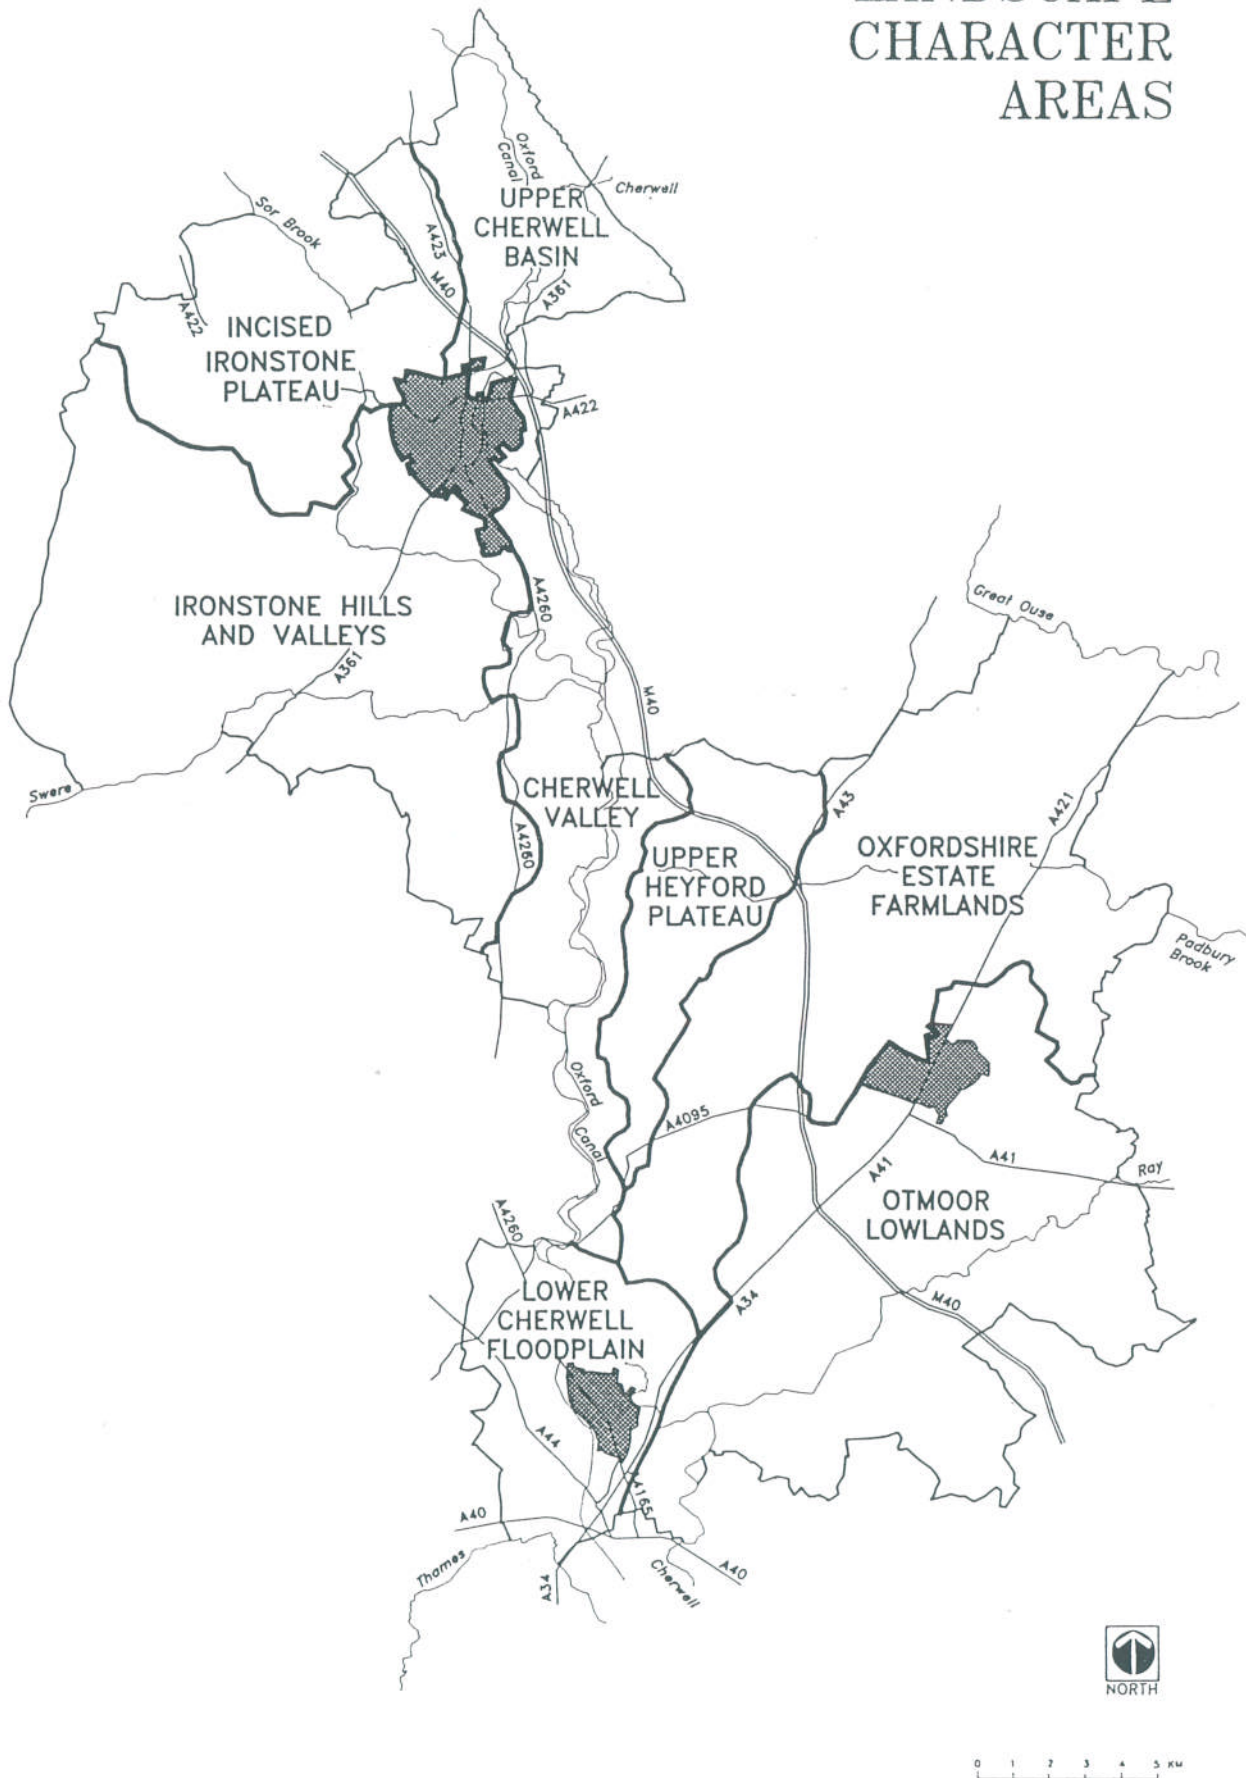 LANDSCAPE
CHARACTER
AREAS
Oxford
Canal
Cherwell
UPPER
CHERWELL
BASIN
Sor Brook
A423
M40
A361
A422
INCISED
IRONSTONE
PLATEAU
A422
IRONSTONE HILLS
AND VALLEYS
A4260
A361
Great Ouse
M40
Swere
CHERWELL
VALLEY
A4260
A43
A421
UPPER
HEYFORD
PLATEAU
OXFORDSHIRE
ESTATE
FARMLANDS
Padbury
Brook
Oxford
Canal
A4095
A41
A41
Ray
OTMOOR
LOWLANDS
A4260
LOWER
CHERWELL
FLOODPLAIN
A34
M40
A44
A165
A40
Thames
A34
Cherwell
A40
NORTH
0 1 2 3 4 5 KM